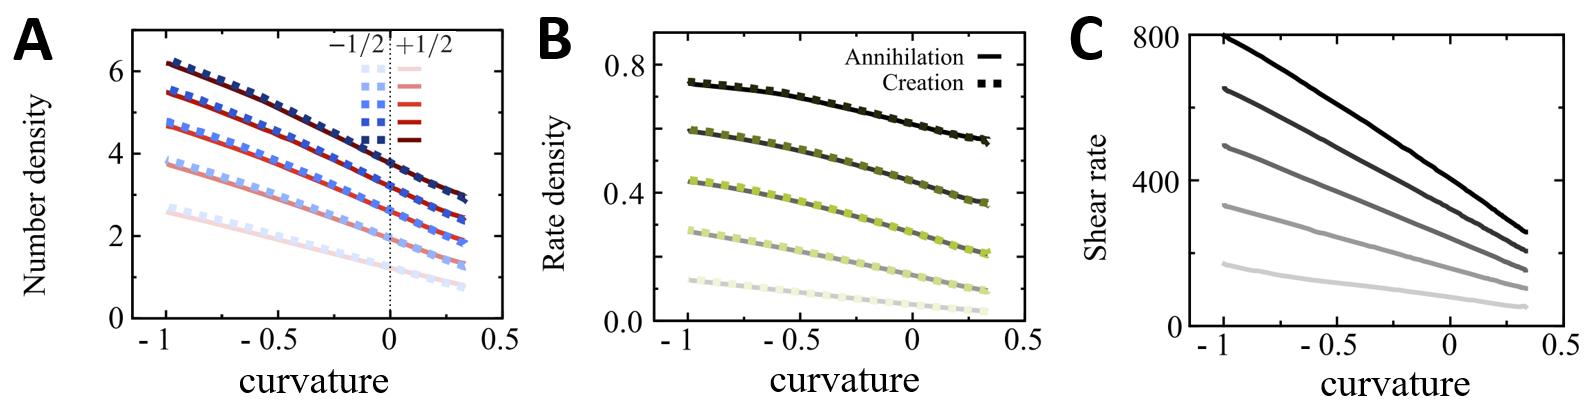 A
Number density
6
4
2
0
- 1
- 0.5
0
0.5
curvature
−1/2
+1/2
B
Rate density
0.8
0.4
0.0
- 1
- 0.5
0
0.5
curvature
Annihilation
Creation
C
Shear rate
800
400
0
- 1
- 0.5
0
0.5
curvature